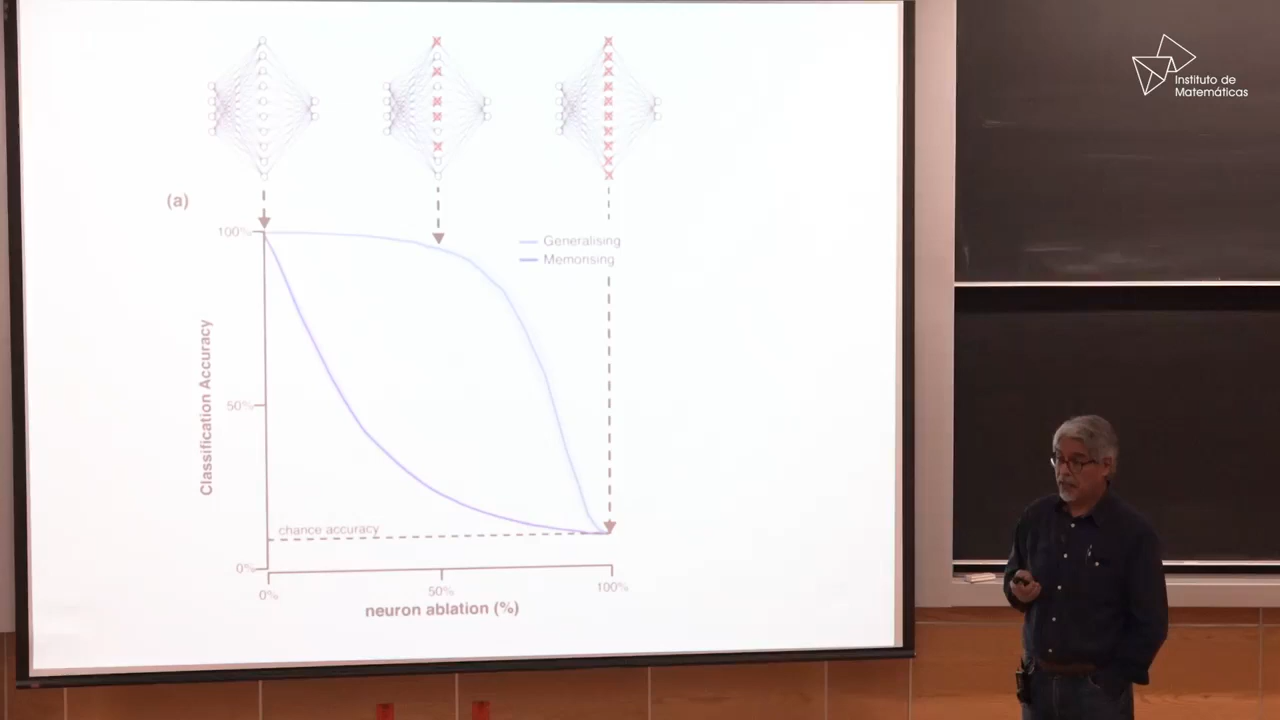 Instituto de
Matemáticas
(a)
100%
Generalising
Memorising
Classification Accuracy
50%
chance accuracy
0%
0%
50%
100%
neuron ablation (%)